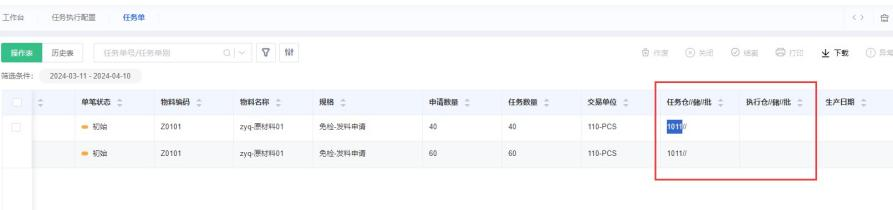 工作台 任务执行配置 任务单
操作表 历史表 任务单号/任务单别 作废 关闭 结案 打印 下载 异常
筛选条件： 2024-03-11 - 2024-04-10
单笔状态 物料编码 物料名称 规格 申请数量 任务数量 交易单位 任务仓//储//批 执行仓//储//批 生产日期
初始 Z0101 zyq-原材料01 免检-发料申请 40 40 110-PCS 1011//
初始 Z0101 zyq-原材料01 免检-发料申请 60 60 110-PCS 1011//